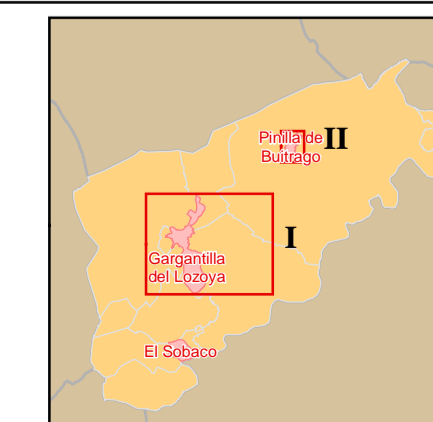 Pinilla de
Buitrago
II
I
Gargantilla
del Lozoya
El Sobaco